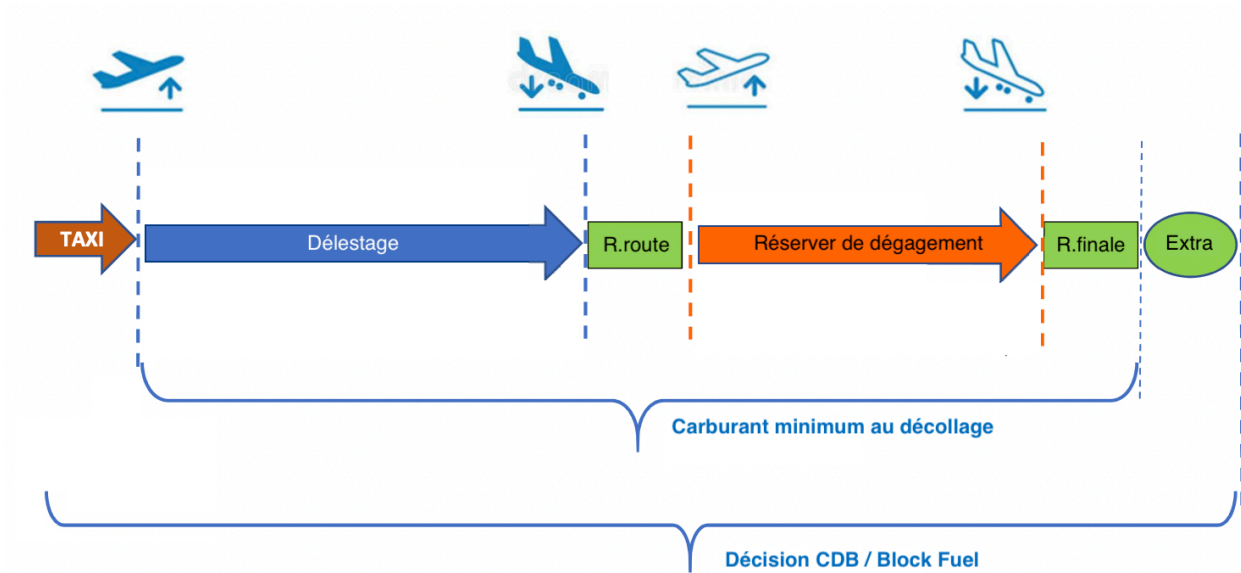 TAXI
Délestage
R.route
Réserver de dégagement
R.finale
Extra
Carburant minimum au décollage
Décision CDB / Block Fuel